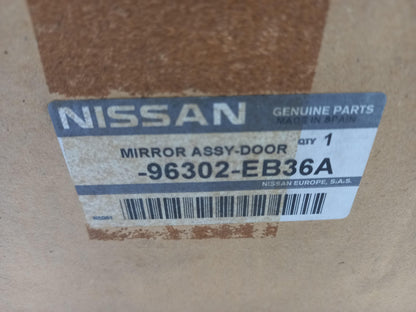 NISSAN GENUINE PARTS
MADE IN SPAIN
MIRROR ASSY-DOOR QTY 1
-96302-EB36A
NISSAN EUROPE, S.A.S.